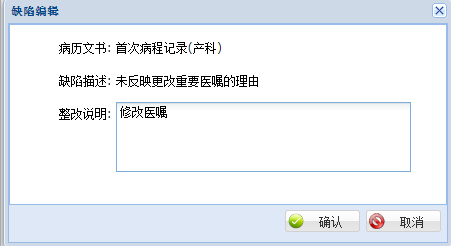 缺陷编辑
病历文书: 首次病程记录(产科)
缺陷描述: 未反映更改重要医嘱的理由
整改说明: 修改医嘱
确认 取消